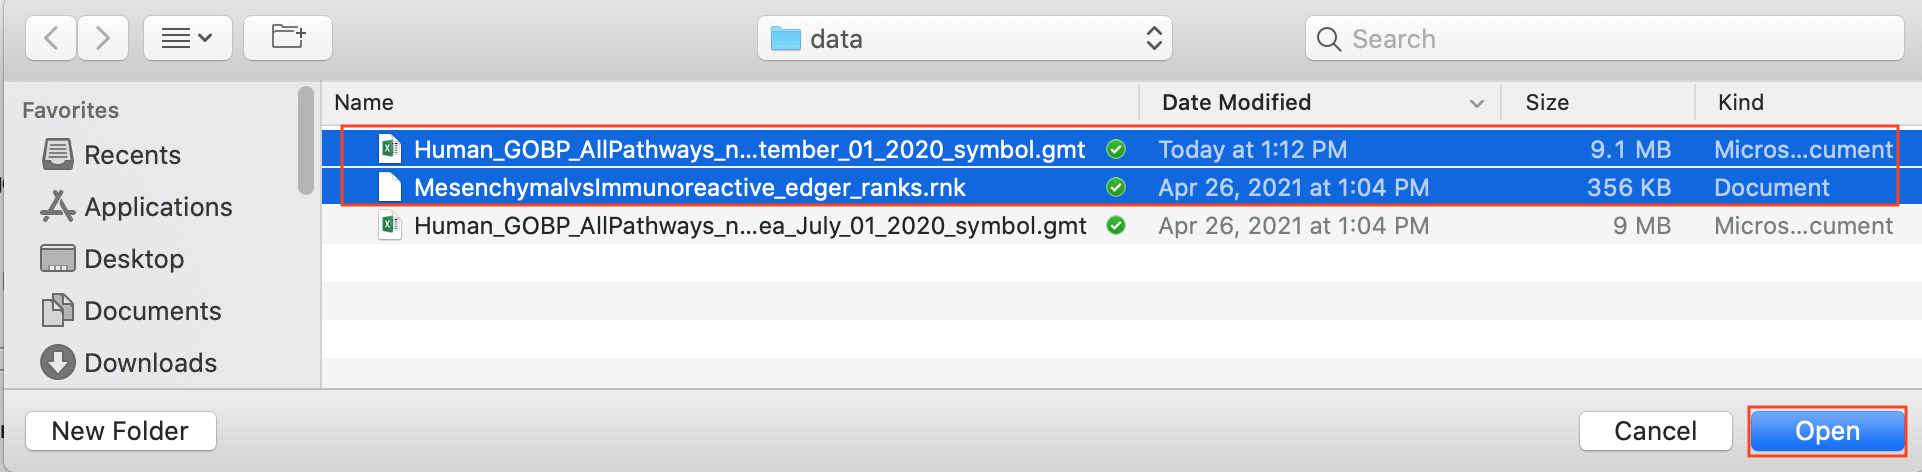 data
Search
Favorites
Recents
Applications
Desktop
Documents
Downloads
Name Date Modified Size Kind
Human_GOBP_AllPathways_n...tember_01_2020_symbol.gmt Today at 1:12 PM 9.1 MB Micros...cument
MesenchymalvsImmunoreactive_edger_ranks.rnk Apr 26, 2021 at 1:04 PM 356 KB Document
Human_GOBP_AllPathways_n...ea_July_01_2020_symbol.gmt Apr 26, 2021 at 1:04 PM 9 MB Micros...cument
New Folder Cancel Open